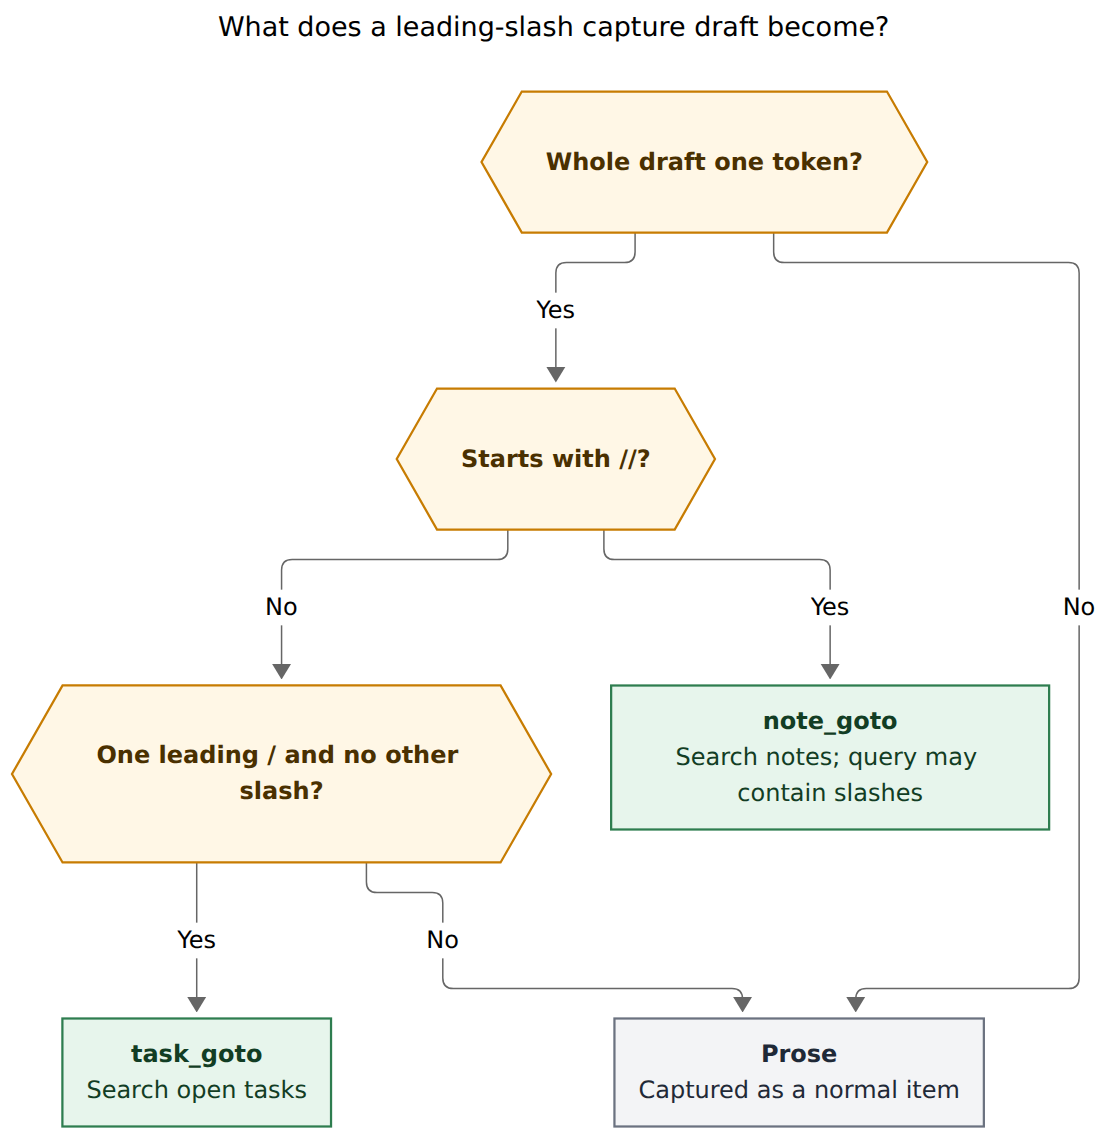 What does a leading-slash capture draft become?
Whole draft one token?
Yes
Starts with //?
No
Yes
No
One leading / and no other
slash?
note_goto
Search notes; query may
contain slashes
Yes
No
task_goto
Search open tasks
Prose
Captured as a normal item